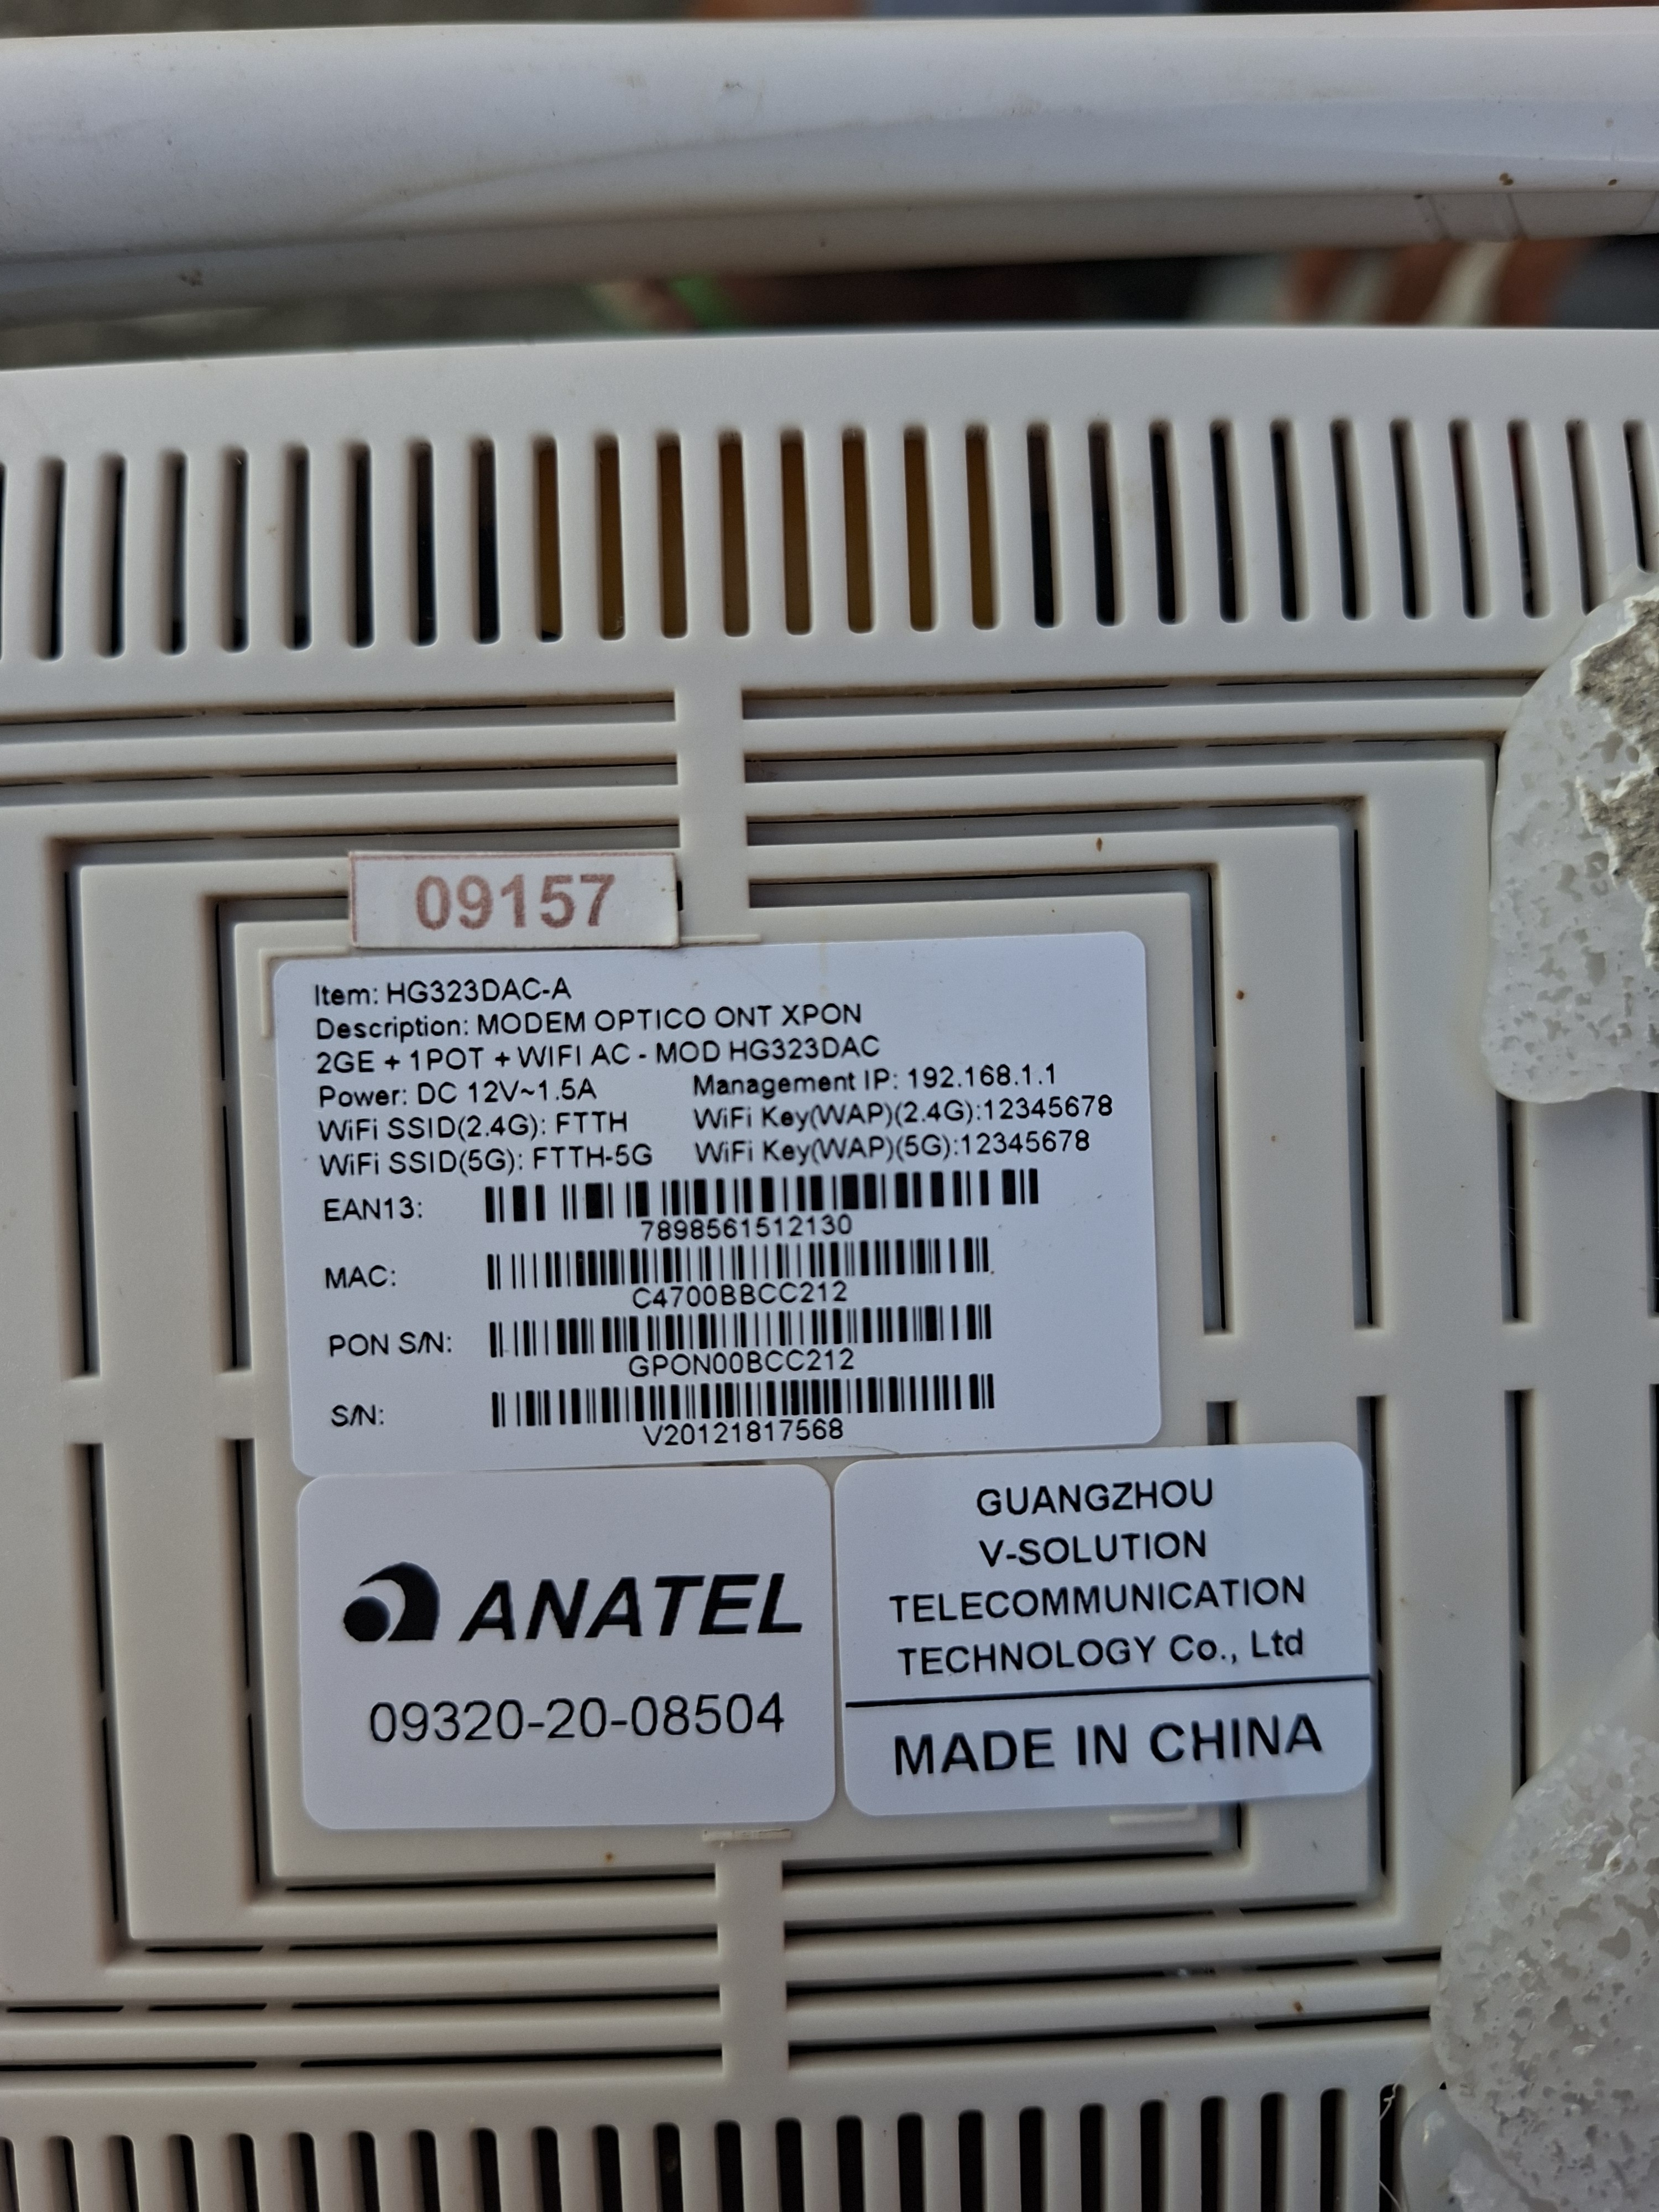 09157
Item: HG323DAC-A
Description: MODEM OPTICO ONT XPON
2GE + 1POT + WIFI AC - MOD HG323DAC
Power: DC 12V~1.5A Management IP: 192.168.1.1
WiFi SSID(2.4G): FTTH WiFi Key(WAP)(2.4G):12345678
WiFi SSID(5G): FTTH-5G WiFi Key(WAP)(5G):12345678
EAN13:
7898561512130
MAC:
C4700BBCC212
PON S/N:
GPON00BCC212
S/N:
V20121817568
ANATEL
09320-20-08504
GUANGZHOU
V-SOLUTION
TELECOMMUNICATION
TECHNOLOGY Co., Ltd
MADE IN CHINA